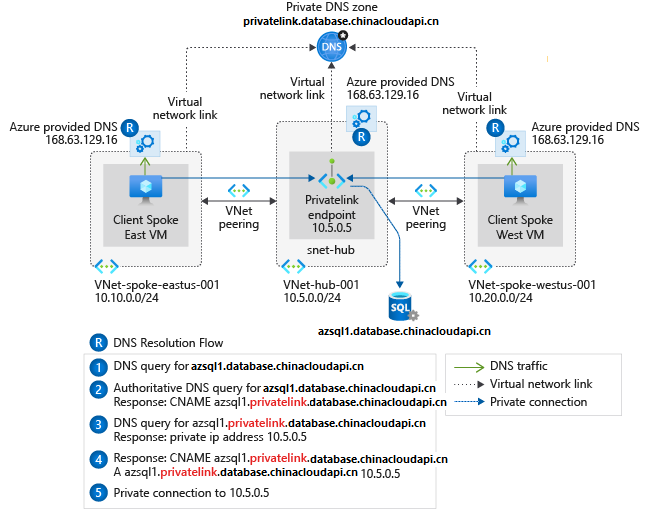 Private DNS zone
privatelink.database.chinacloudapi.cn
DNS
Virtual
network link
Virtual
network link
Virtual
network link
Azure provided DNS
168.63.129.16
R
Azure provided DNS
168.63.129.16
R
R
Azure provided DNS
168.63.129.16
Client Spoke
East VM
VNet
peering
Privatelink
endpoint
10.5.0.5
snet-hub
VNet
peering
Client Spoke
West VM
VNet-spoke-eastus-001
10.10.0.0/24
VNet-hub-001
10.5.0.0/24
VNet-spoke-westus-001
10.20.0.0/24
SQL
azsql1.database.chinacloudapi.cn
R DNS Resolution Flow
1 DNS query for azsql1.database.chinacloudapi.cn
2 Authoritative DNS query for azsql1.database.chinacloudapi.cn
Response: CNAME azsql1.privatelink.database.chinacloudapi.cn
3 DNS query for azsql1.privatelink.database.chinacloudapi.cn
Response: private ip address 10.5.0.5
4 Response: CNAME azsql1.privatelink.database.chinacloudapi.cn
A azsql1.privatelink.database.chinacloudapi.cn 10.5.0.5
5 Private connection to 10.5.0.5
DNS traffic
Virtual network link
Private connection